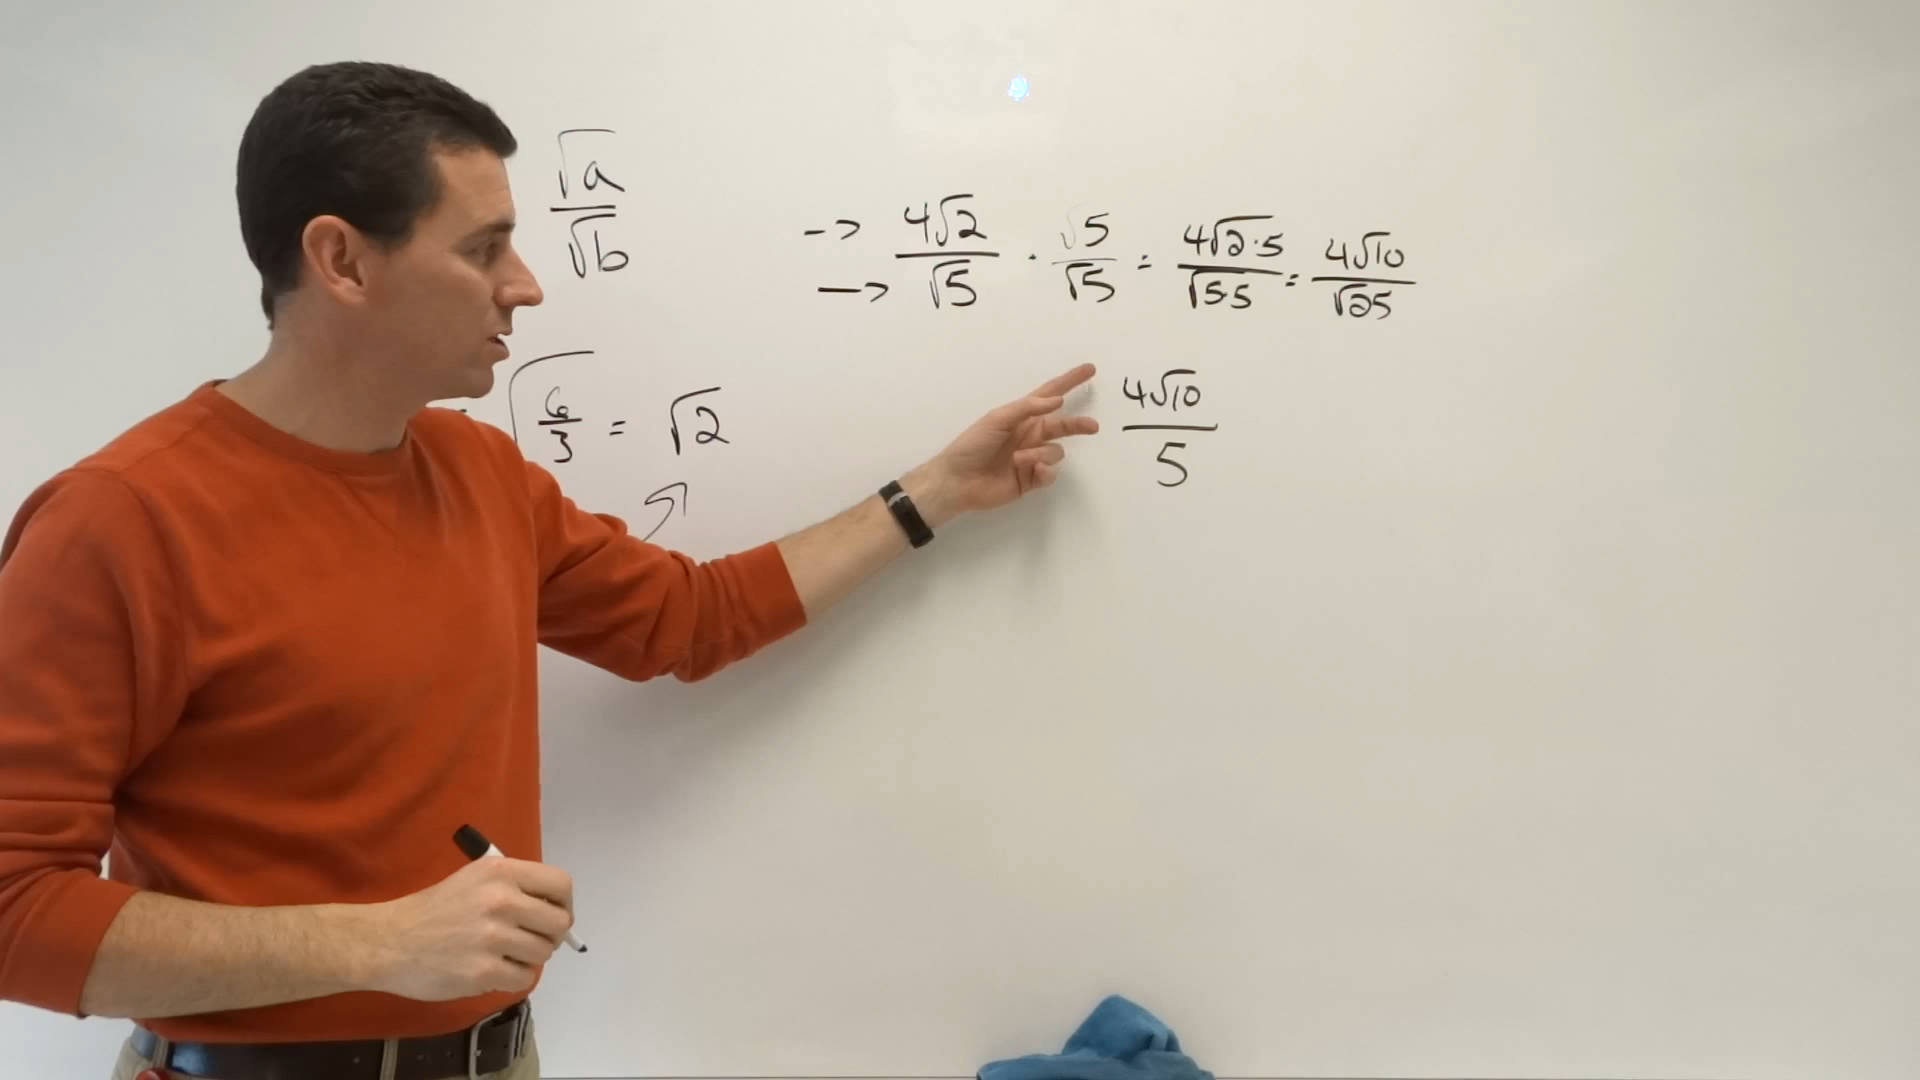 √a
√b
-> 4√2 · √5 = 4√2·5 = 4√10
-> √5 √5 √5·5 √25
√6/3 = √2
4√10
5